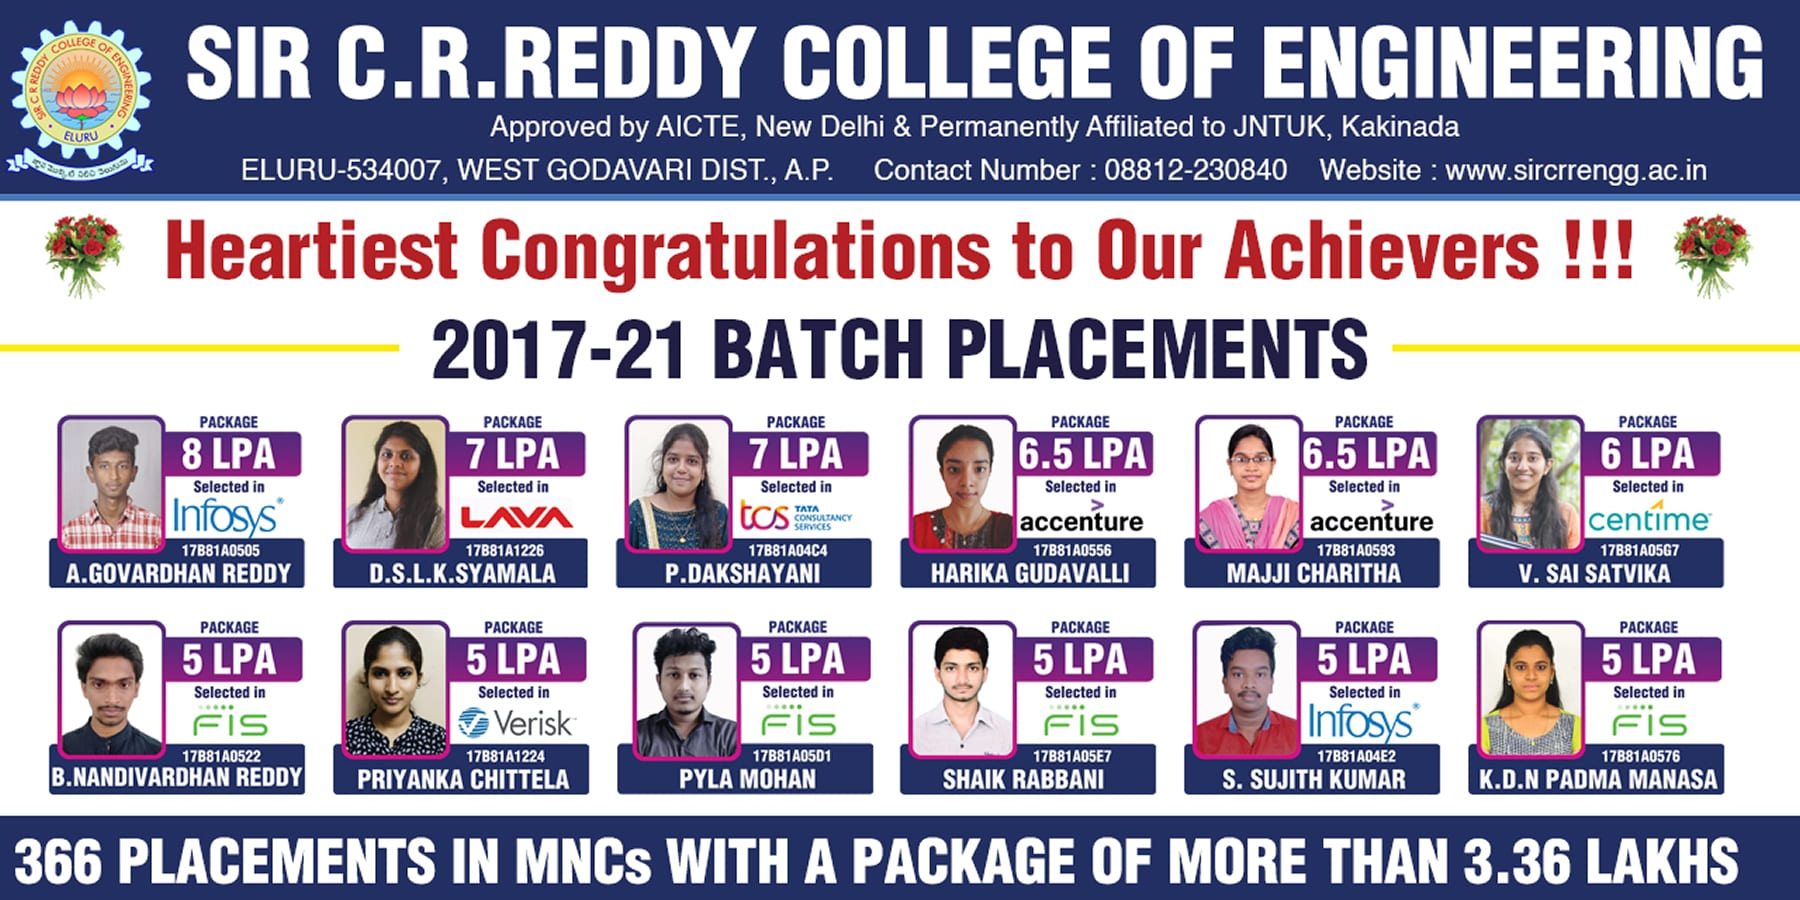 SIR C R REDDY COLLEGE OF ENGINEERING
ELURU
SIR C.R.REDDY COLLEGE OF ENGINEERING
Approved by AICTE, New Delhi & Permanently Affiliated to JNTUK, Kakinada
ELURU-534007, WEST GODAVARI DIST., A.P. Contact Number : 08812-230840 Website : www.sircrrengg.ac.in
Heartiest Congratulations to Our Achievers !!!
2017-21 BATCH PLACEMENTS
PACKAGE
8 LPA
Selected in
Infosys®
17B81A0505
A.GOVARDHAN REDDY
PACKAGE
7 LPA
Selected in
LAVA
17B81A1226
D.S.L.K.SYAMALA
PACKAGE
7 LPA
Selected in
tcs TATA
CONSULTANCY
SERVICES
17B81A04C4
P.DAKSHAYANI
PACKAGE
6.5 LPA
Selected in
accenture
17B81A0556
HARIKA GUDAVALLI
PACKAGE
6.5 LPA
Selected in
accenture
17B81A0593
MAJJI CHARITHA
PACKAGE
6 LPA
Selected in
centime
17B81A05G7
V. SAI SATVIKA
PACKAGE
5 LPA
Selected in
FIS
17B81A0522
B.NANDIVARDHAN REDDY
PACKAGE
5 LPA
Selected in
Verisk
17B81A1224
PRIYANKA CHITTELA
PACKAGE
5 LPA
Selected in
FIS
17B81A05D1
PYLA MOHAN
PACKAGE
5 LPA
Selected in
FIS
17B81A05E7
SHAIK RABBANI
PACKAGE
5 LPA
Selected in
Infosys®
17B81A04E2
S. SUJITH KUMAR
PACKAGE
5 LPA
Selected in
FIS
17B81A0576
K.D.N PADMA MANASA
366 PLACEMENTS IN MNCs WITH A PACKAGE OF MORE THAN 3.36 LAKHS